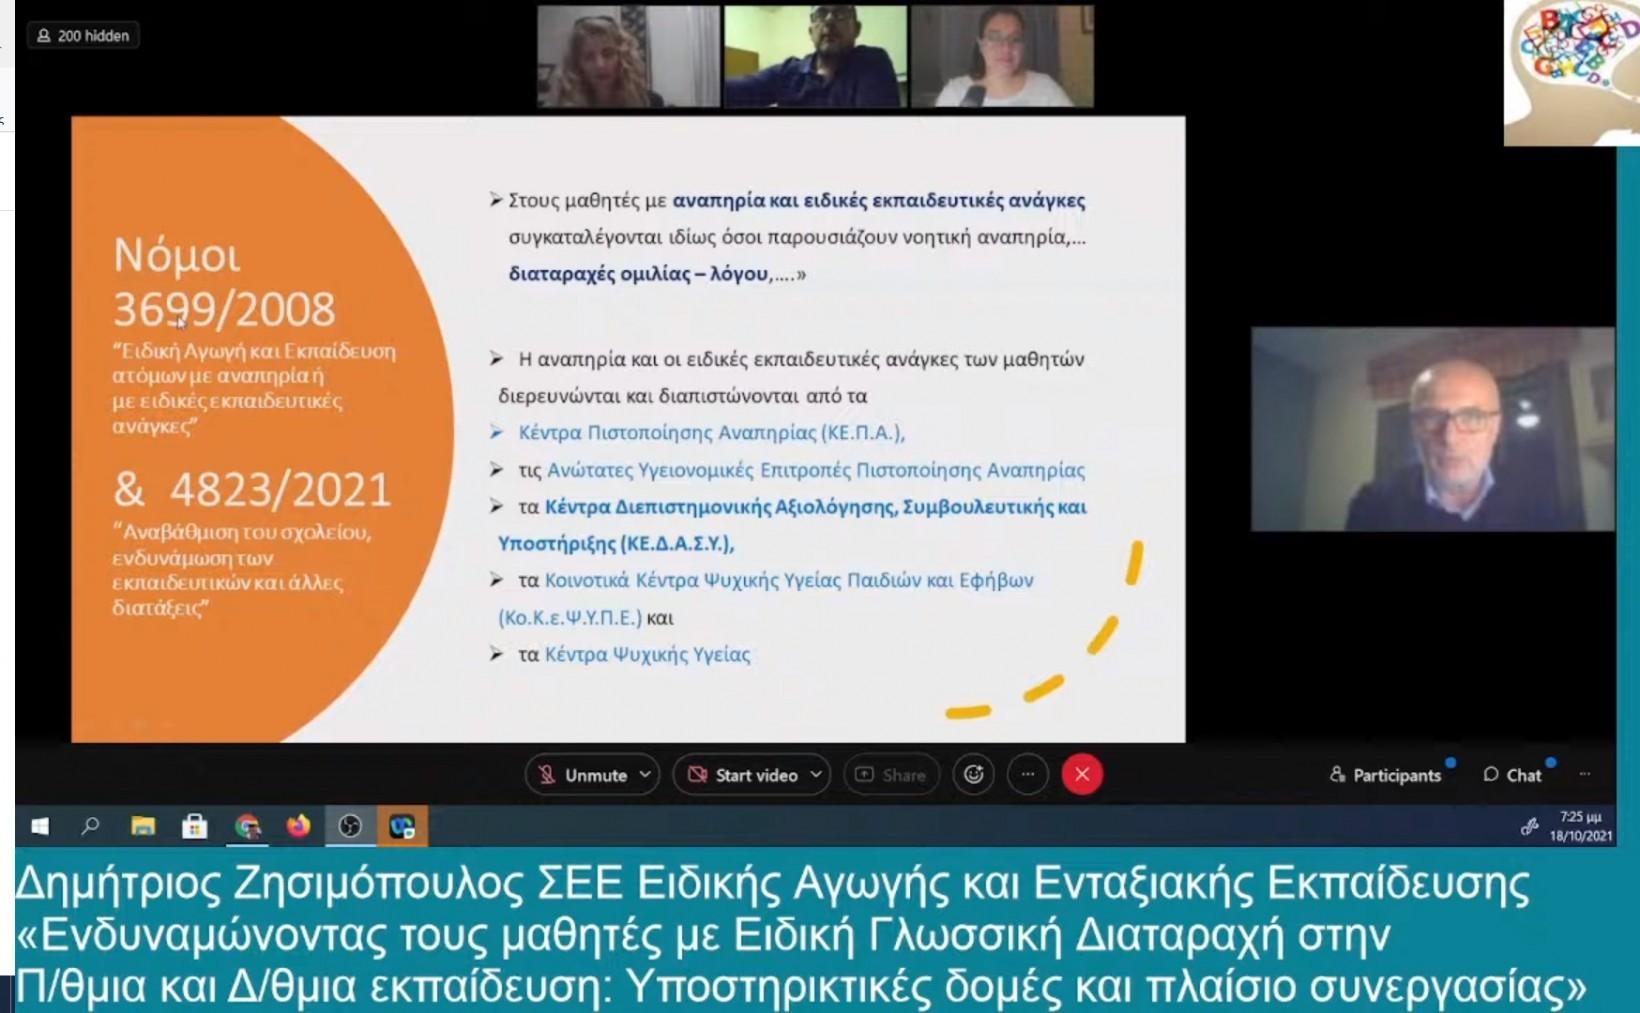 200 hidden
Νόμοι
3699/2008
“Ειδική Αγωγή και Εκπαίδευση
ατόμων με αναπηρία ή
με ειδικές εκπαιδευτικές
ανάγκες”
& 4823/2021
“Αναβάθμιση του σχολείου,
ενδυνάμωση των
εκπαιδευτικών και άλλες
διατάξεις”
➤ Στους μαθητές με αναπηρία και ειδικές εκπαιδευτικές ανάγκες
συγκαταλέγονται ιδίως όσοι παρουσιάζουν νοητική αναπηρία,...
διαταραχές ομιλίας – λόγου,....»
➤ Η αναπηρία και οι ειδικές εκπαιδευτικές ανάγκες των μαθητών
διερευνώνται και διαπιστώνονται από τα
➤ Κέντρα Πιστοποίησης Αναπηρίας (ΚΕ.Π.Α.),
➤ τις Ανώτατες Υγειονομικές Επιτροπές Πιστοποίησης Αναπηρίας
➤ τα Κέντρα Διεπιστημονικής Αξιολόγησης, Συμβουλευτικής και
Υποστήριξης (ΚΕ.Δ.Α.Σ.Υ.),
➤ τα Κοινοτικά Κέντρα Ψυχικής Υγείας Παιδιών και Εφήβων
(Κο.Κ.ε.Ψ.Υ.Π.Ε.) και
➤ τα Κέντρα Ψυχικής Υγείας
Unmute Start video Share Participants Chat
7:25 μμ
18/10/2021
Δημήτριος Ζησιμόπουλος ΣΕΕ Ειδικής Αγωγής και Ενταξιακής Εκπαίδευσης
«Ενδυναμώνοντας τους μαθητές με Ειδική Γλωσσική Διαταραχή στην
Π/θμια και Δ/θμια εκπαίδευση: Υποστηρικτικές δομές και πλαίσιο συνεργασίας»